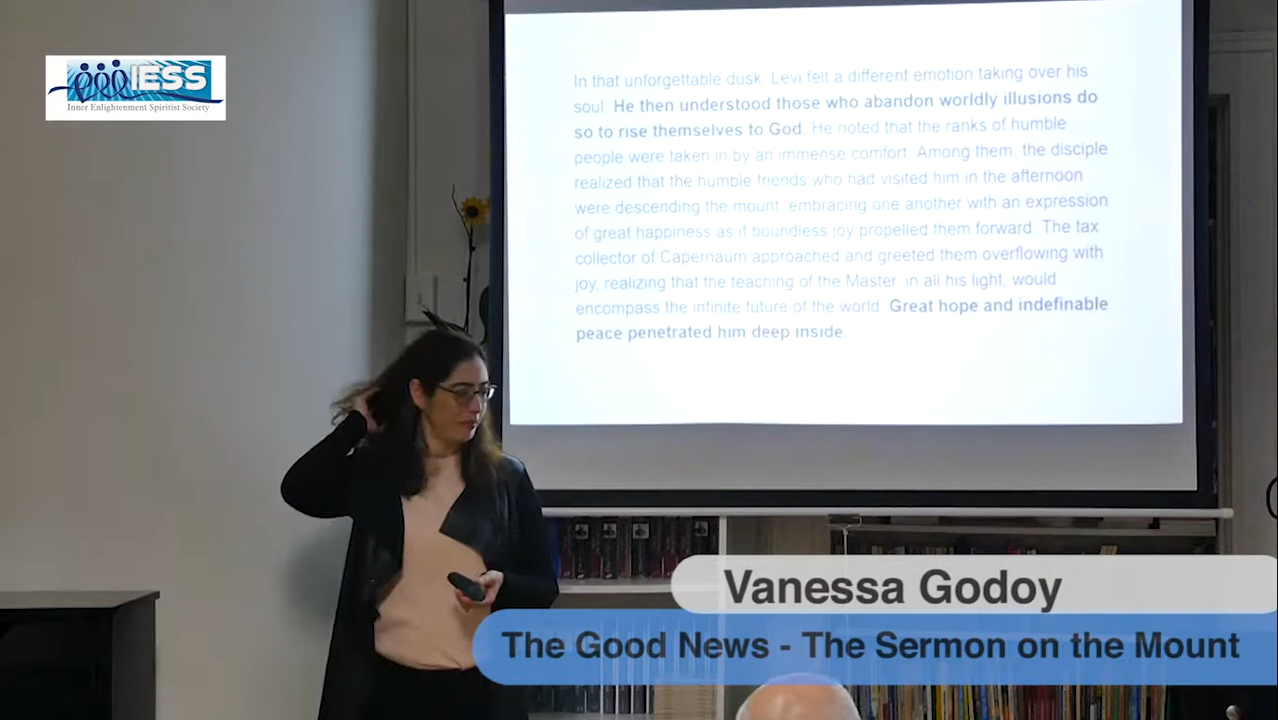 IESS
Inner Enlightenment Spiritist Society
In that unforgettable dusk, Levi felt a different emotion taking over his
soul. He then understood those who abandon worldly illusions do
so to rise themselves to God. He noted that the ranks of humble
people were taken in by an immense comfort. Among them, the disciple
realized that the humble friends who had visited him in the afternoon
were descending the mount, embracing one another with an expression
of great happiness as if boundless joy propelled them forward. The tax
collector of Capernaum approached and greeted them overflowing with
joy, realizing that the teaching of the Master, in all his light, would
encompass the infinite future of the world. Great hope and indefinable
peace penetrated him deep inside.
Vanessa Godoy
The Good News - The Sermon on the Mount